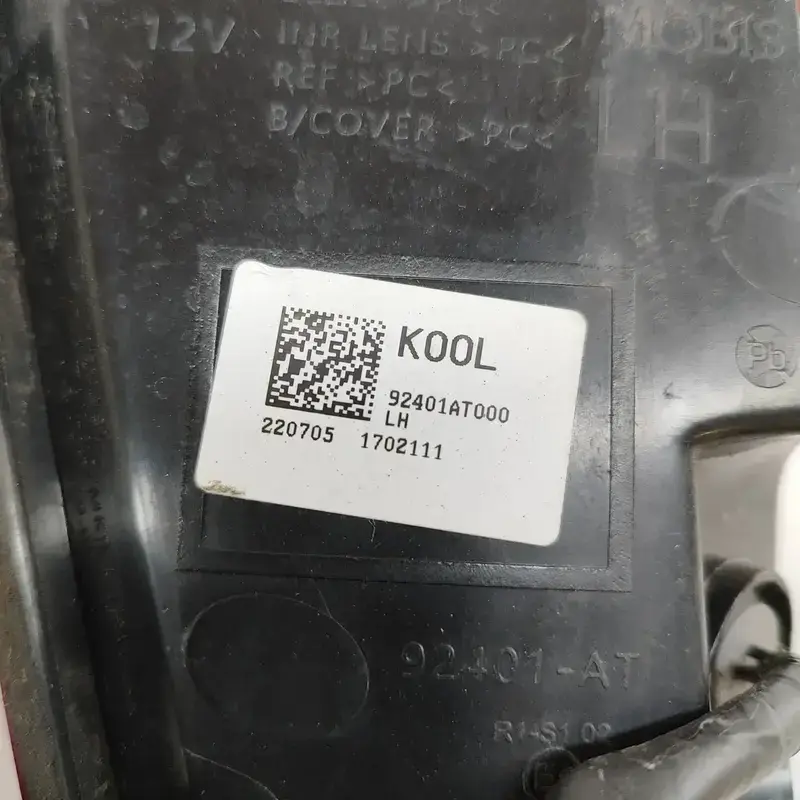 12V
INR LENS >PC<
REF >PC<
B/COVER >PC<
MOBIS
LH
KOOL
92401AT000
LH
220705 1702111
Pb
92401-AT